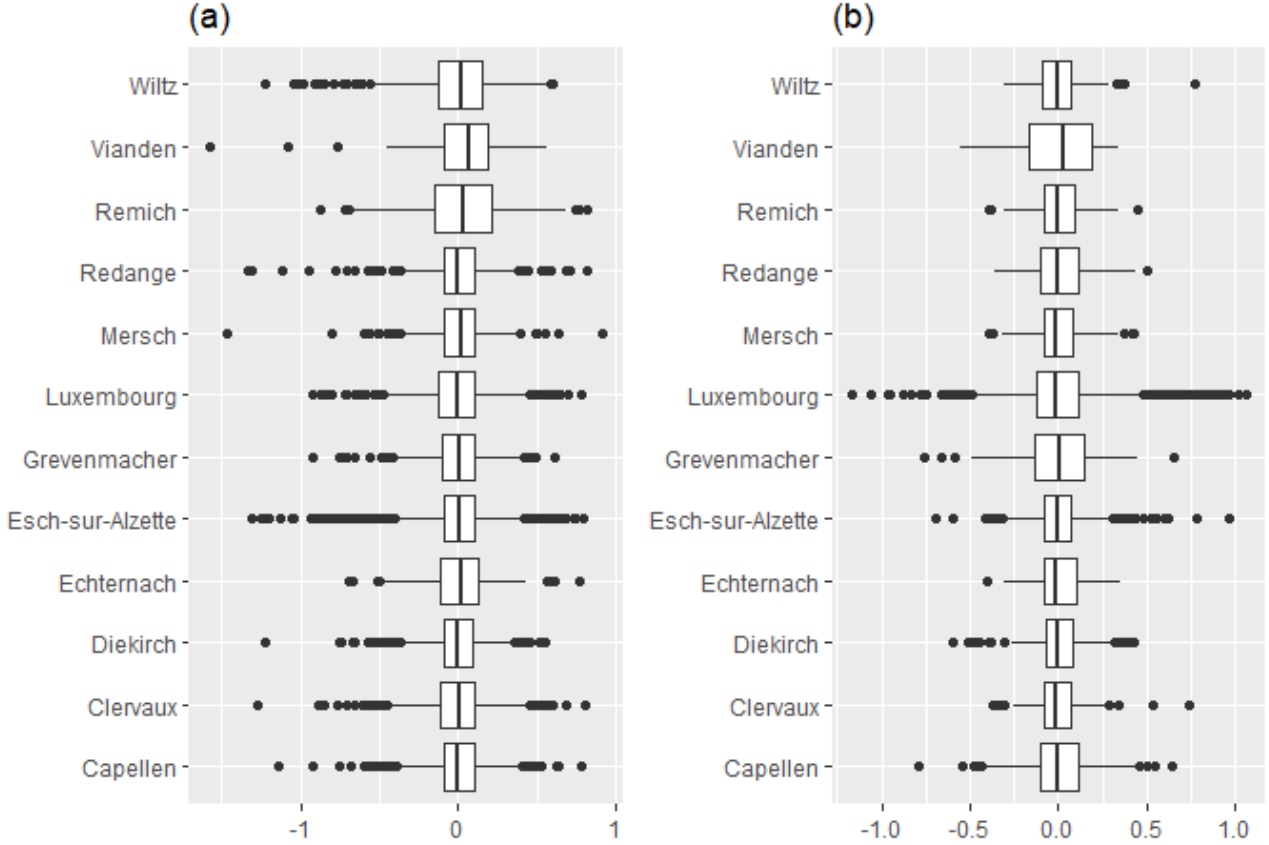 (a)
Wiltz
Vianden
Remich
Redange
Mersch
Luxembourg
Grevenmacher
Esch-sur-Alzette
Echternach
Diekirch
Clervaux
Capellen
-1 0 1
(b)
Wiltz
Vianden
Remich
Redange
Mersch
Luxembourg
Grevenmacher
Esch-sur-Alzette
Echternach
Diekirch
Clervaux
Capellen
-1.0 -0.5 0.0 0.5 1.0